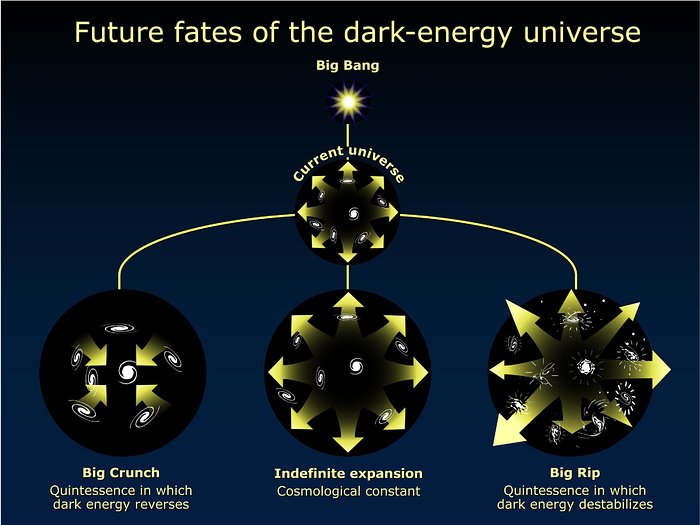 Future fates of the dark-energy universe
Big Bang
Current universe
Big Crunch
Quintessence in which
dark energy reverses
Indefinite expansion
Cosmological constant
Big Rip
Quintessence in which
dark energy destabilizes